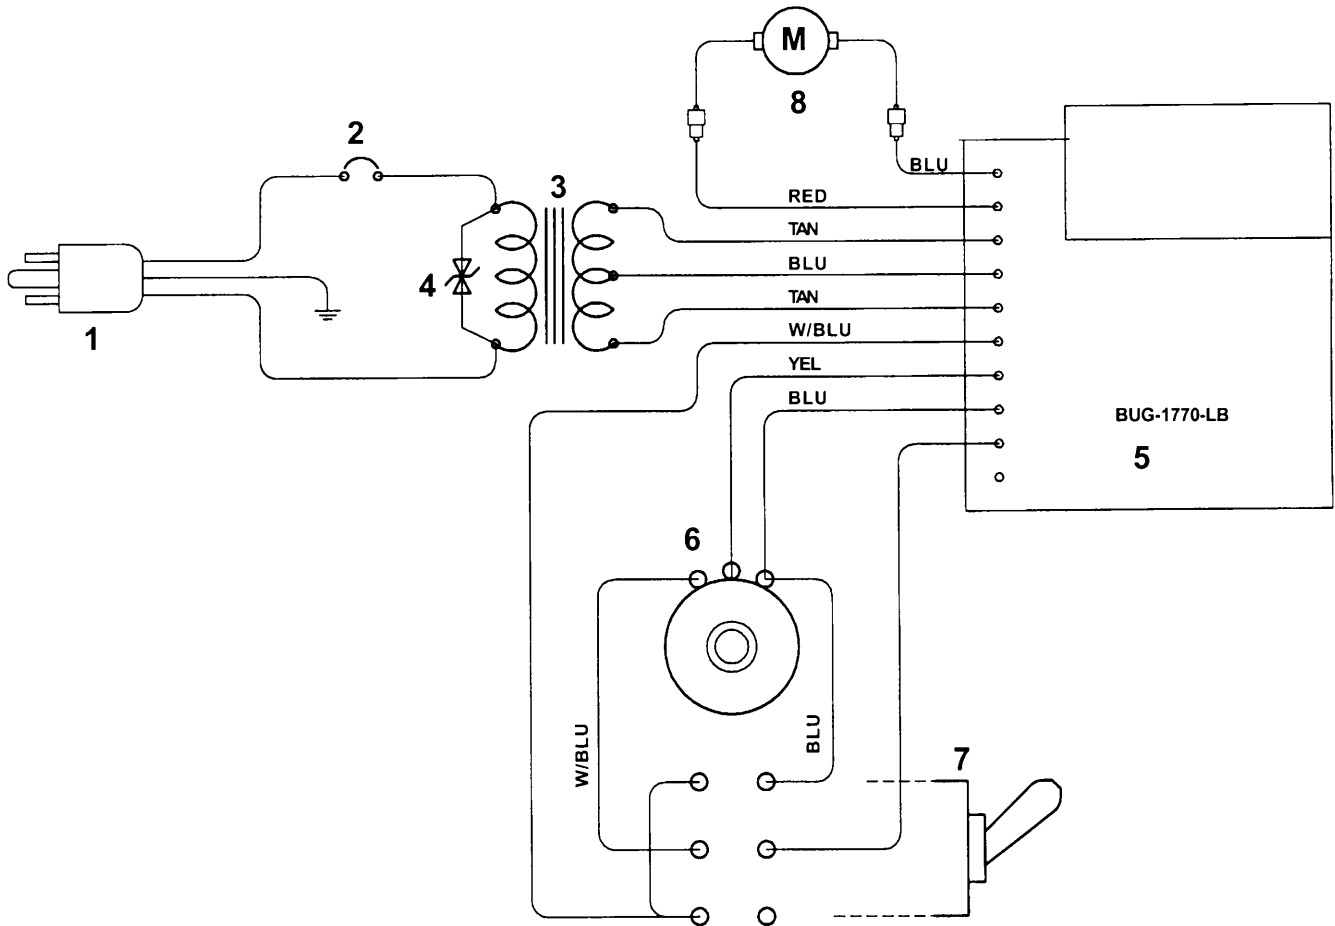 M
8
2
BLU
3
RED
TAN
4
BLU
1
TAN
W/BLU
YEL
BLU
BUG-1770-LB
5
6
W/BLU
BLU
7